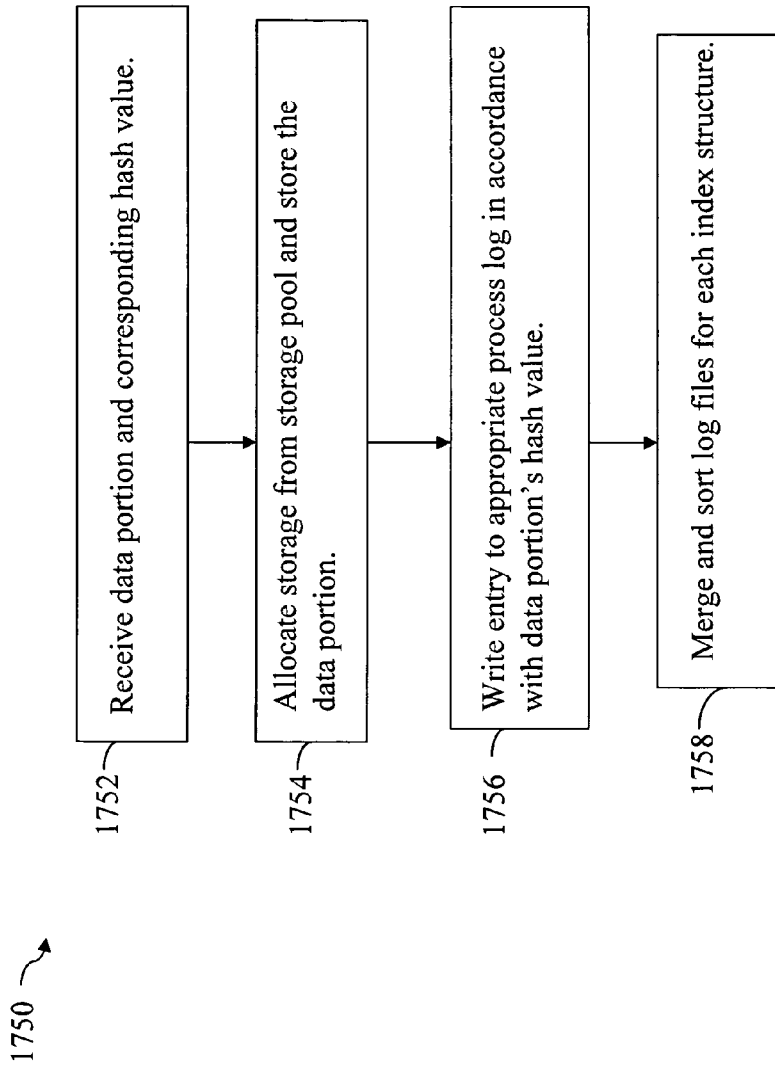 1750
1752
Receive data portion and corresponding hash value.
1754
Allocate storage from storage pool and store the
data portion.
1756
Write entry to appropriate process log in accordance
with data portion's hash value.
1758
Merge and sort log files for each index structure.